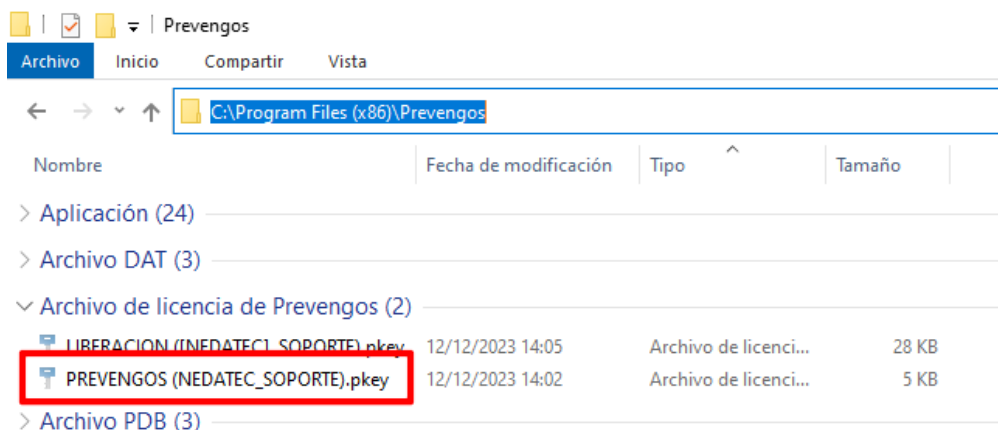 Prevengos
Archivo Inicio Compartir Vista
C:\Program Files (x86)\Prevengos
Nombre Fecha de modificación Tipo Tamaño
Aplicación (24)
Archivo DAT (3)
Archivo de licencia de Prevengos (2)
LIBERACION ([NEDATEC]_SOPORTE).pkey 12/12/2023 14:05 Archivo de licenci... 28 KB
PREVENGOS (NEDATEC_SOPORTE).pkey 12/12/2023 14:02 Archivo de licenci... 5 KB
Archivo PDB (3)